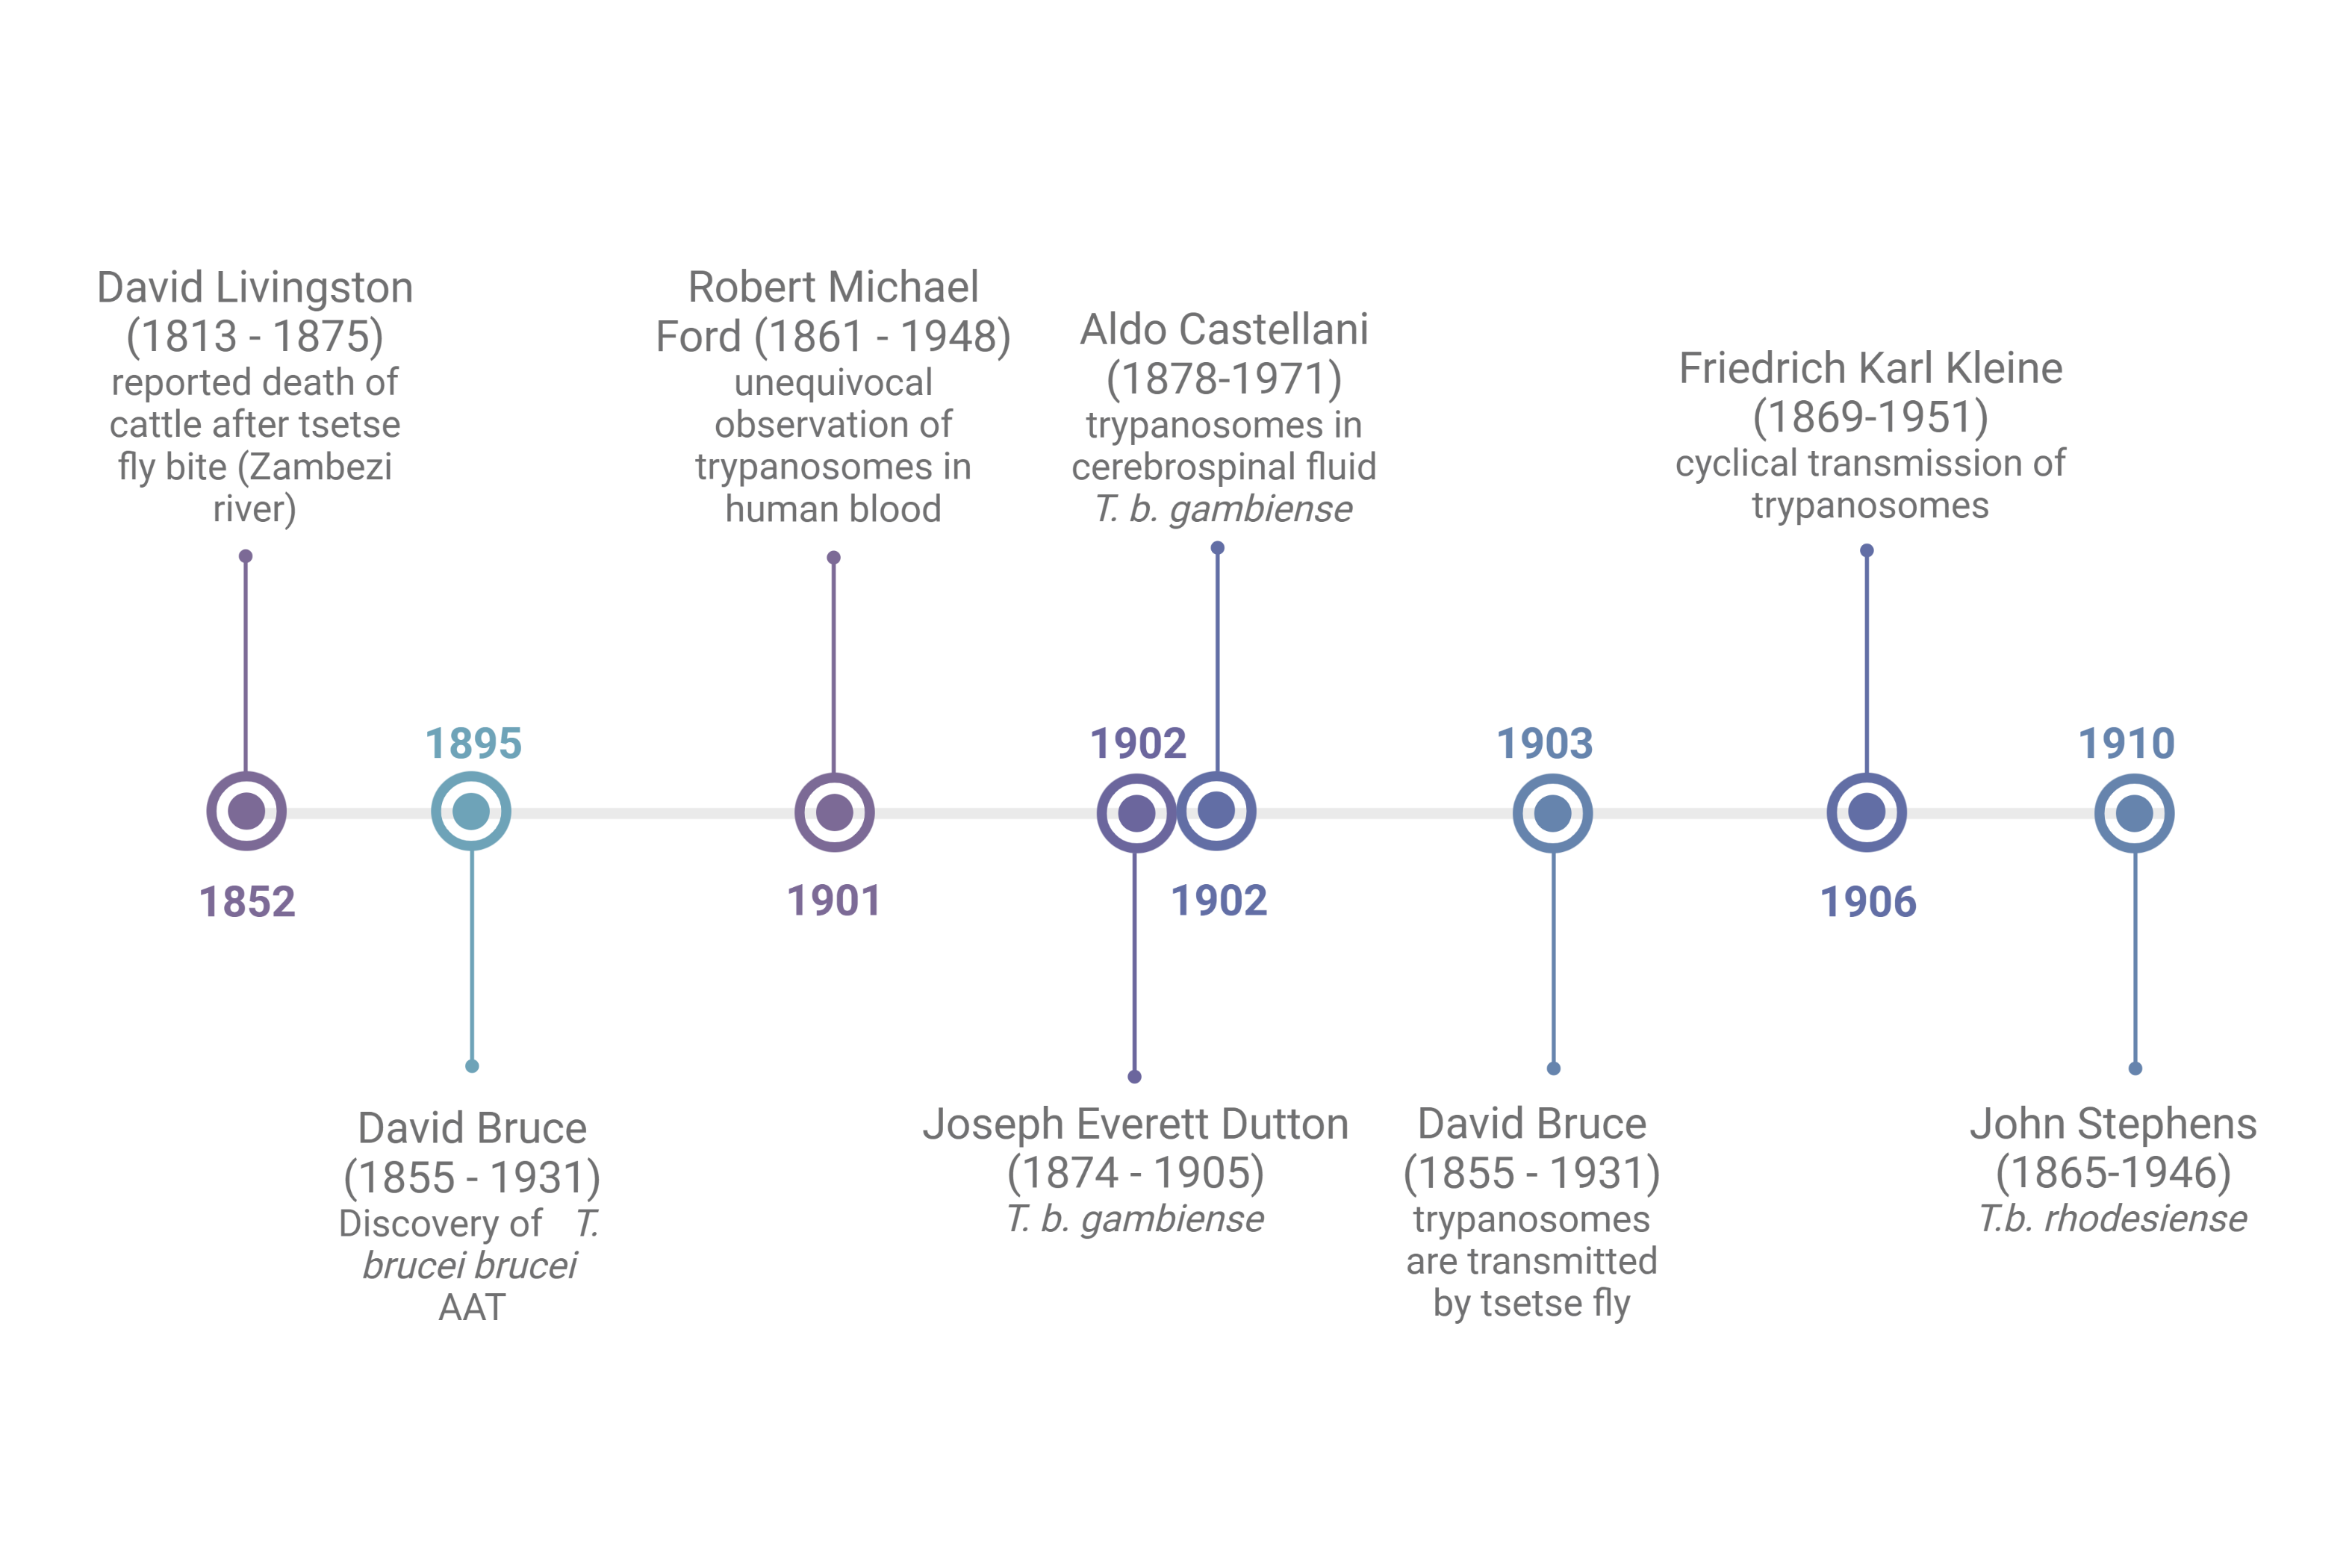 David Livingston
(1813 - 1875)
reported death of
cattle after tsetse
fly bite (Zambezi
river)
1852
1895
David Bruce
(1855 - 1931)
Discovery of T.
brucei brucei
AAT
Robert Michael
Ford (1861 - 1948)
unequivocal
observation of
trypanosomes in
human blood
1901
1902
Joseph Everett Dutton
(1874 - 1905)
T. b. gambiense
Aldo Castellani
(1878-1971)
trypanosomes in
cerebrospinal fluid
T. b. gambiense
1902
1903
David Bruce
(1855 - 1931)
trypanosomes
are transmitted
by tsetse fly
Friedrich Karl Kleine
(1869-1951)
cyclical transmission of
trypanosomes
1906
1910
John Stephens
(1865-1946)
T.b. rhodesiense